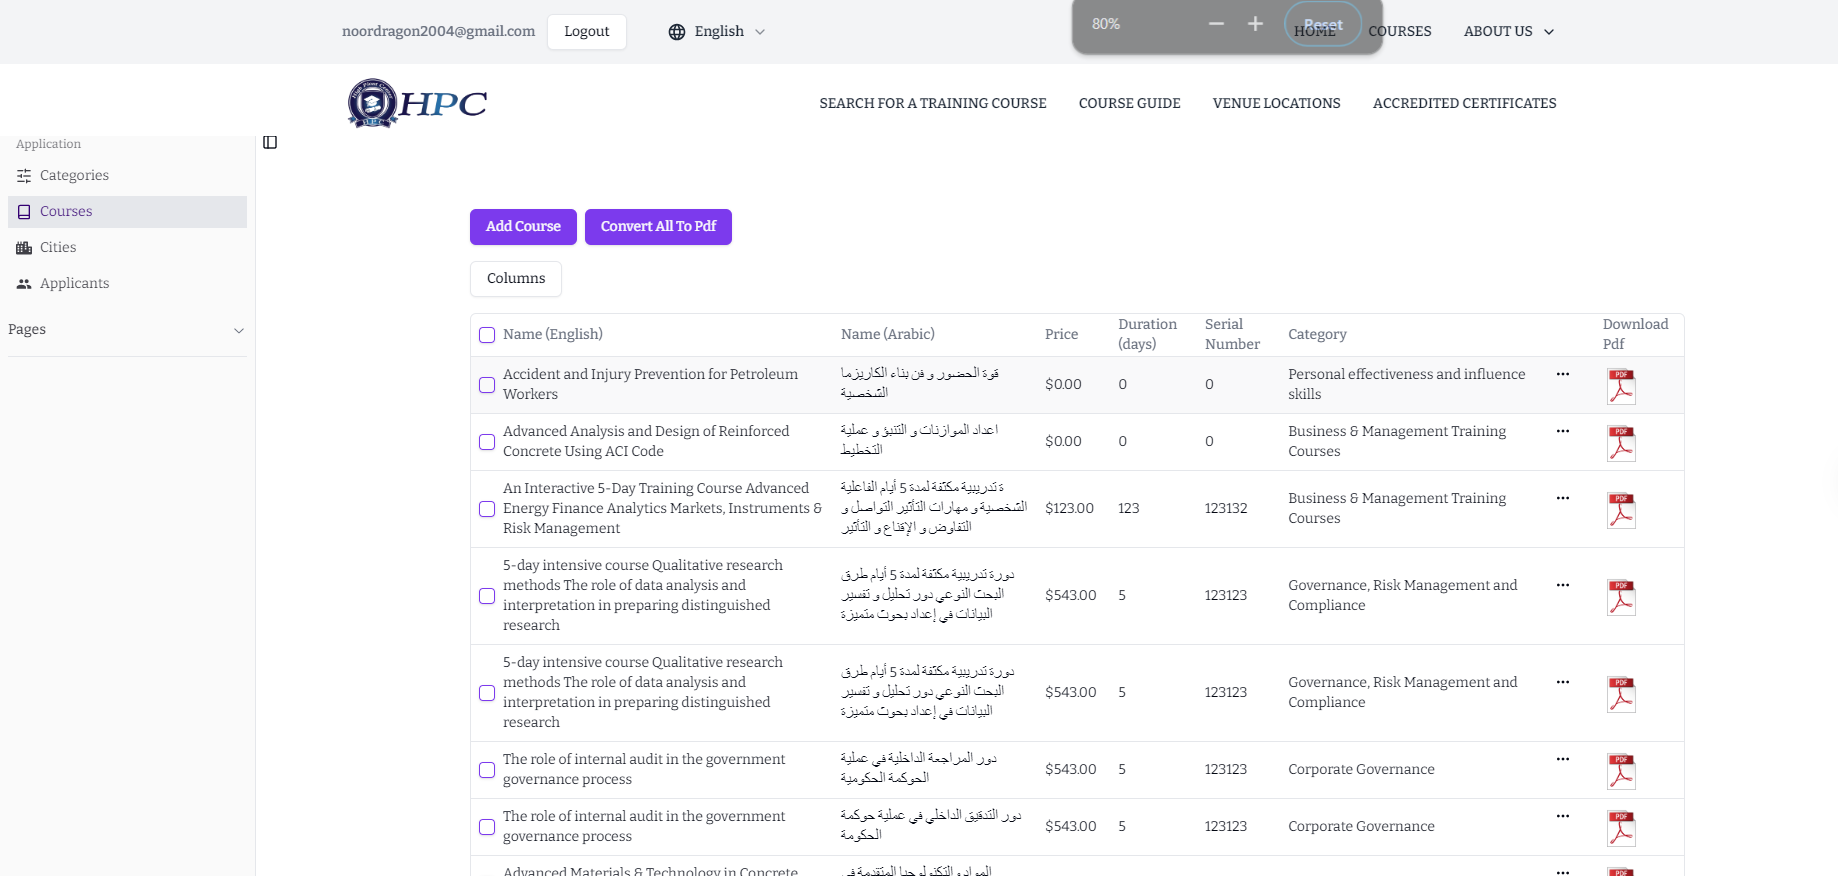 noordragon2004@gmail.com
Logout
English
80%
Reset
HOME
COURSES
ABOUT US
HPC
SEARCH FOR A TRAINING COURSE
COURSE GUIDE
VENUE LOCATIONS
ACCREDITED CERTIFICATES
Application
Categories
Courses
Cities
Applicants
Pages
Add Course
Convert All To Pdf
Columns
Name (English)
Name (Arabic)
Price
Duration
(days)
Serial
Number
Category
Download
Pdf
Accident and Injury Prevention for Petroleum
Workers
قوة الحضور و فن بناء الكاريزما
الشخصية
$0.00
0
0
Personal effectiveness and influence
skills
PDF
Advanced Analysis and Design of Reinforced
Concrete Using ACI Code
اعداد الموازنات و التنبؤ و عملية
التخطيط
$0.00
0
0
Business & Management Training
Courses
PDF
An Interactive 5-Day Training Course Advanced
Energy Finance Analytics Markets, Instruments &
Risk Management
ة تدريبية مكثفة لمدة 5 أيام الفاعلية
الشخصية و مهارات التأثير التواصل و
التفاوض و الإقناع و التأثير
$123.00
123
123132
Business & Management Training
Courses
PDF
5-day intensive course Qualitative research
methods The role of data analysis and
interpretation in preparing distinguished
research
دورة تدريبية مكثفة لمدة 5 أيام طرق
البحث النوعي دور تحليل و تفسير
البيانات في إعداد بحوث متميزة
$543.00
5
123123
Governance, Risk Management and
Compliance
PDF
5-day intensive course Qualitative research
methods The role of data analysis and
interpretation in preparing distinguished
research
دورة تدريبية مكثفة لمدة 5 أيام طرق
البحث النوعي دور تحليل و تفسير
البيانات في إعداد بحوث متميزة
$543.00
5
123123
Governance, Risk Management and
Compliance
PDF
The role of internal audit in the government
governance process
دور المراجعة الداخلية في عملية
الحوكمة الحكومية
$543.00
5
123123
Corporate Governance
PDF
The role of internal audit in the government
governance process
دور التدقيق الداخلي في عملية حوكمة
الحكومة
$543.00
5
123123
Corporate Governance
PDF
Advanced Materials & Technology in Concrete
المواد و التكنولوجيا المتقدمة في
PDF